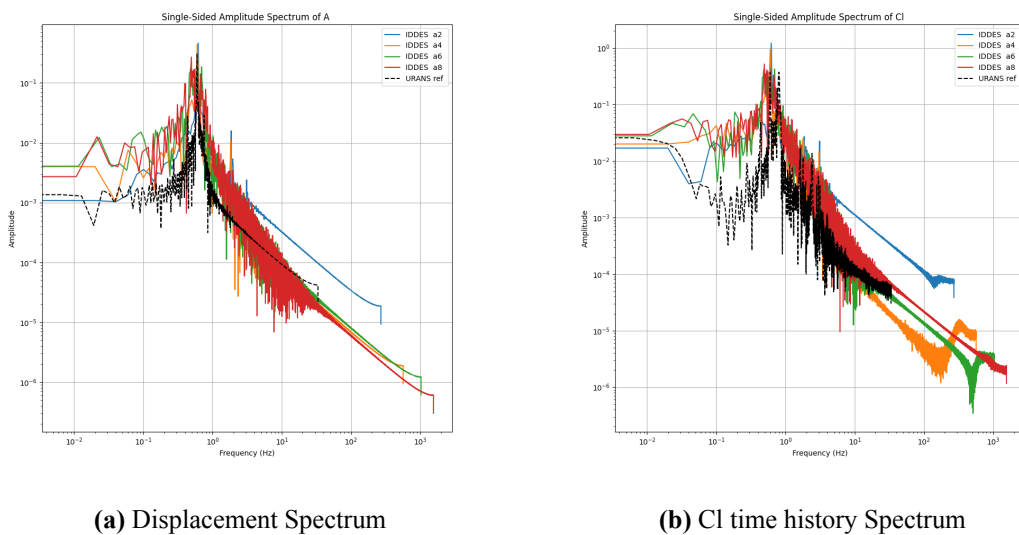 Single-Sided Amplitude Spectrum of A
IDDES a2
IDDES a4
IDDES a6
IDDES a8
URANS ref
10⁻¹
10⁻²
10⁻³
10⁻⁴
10⁻⁵
10⁻⁶
Amplitude
10⁻² 10⁻¹ 10⁰ 10¹ 10² 10³
Frequency (Hz)
(a) Displacement Spectrum
Single-Sided Amplitude Spectrum of Cl
IDDES a2
IDDES a4
IDDES a6
IDDES a8
URANS ref
10⁰
10⁻¹
10⁻²
10⁻³
10⁻⁴
10⁻⁵
10⁻⁶
Amplitude
10⁻² 10⁻¹ 10⁰ 10¹ 10² 10³
Frequency (Hz)
(b) Cl time history Spectrum